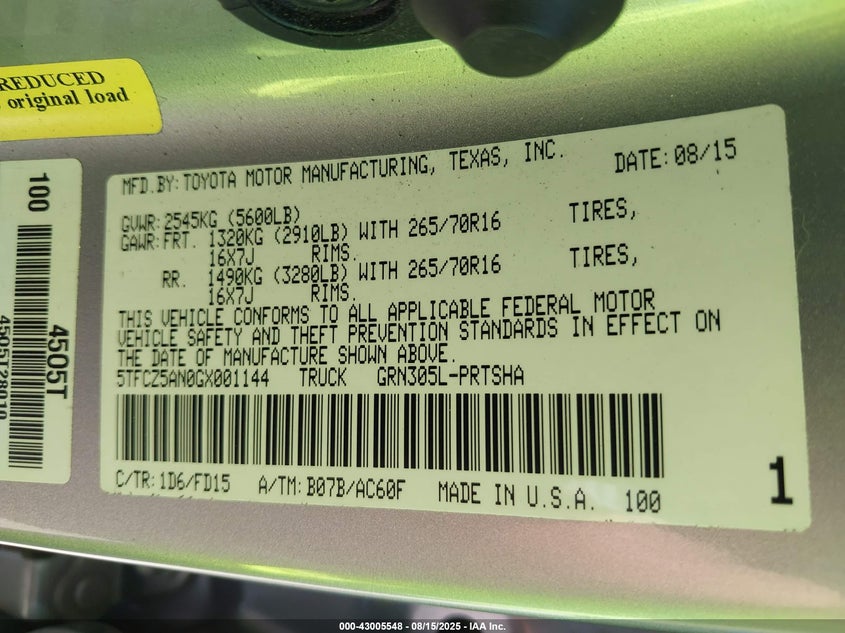 REDUCED
original load
100
4505T
4505T28010
MFD.BY: TOYOTA MOTOR MANUFACTURING, TEXAS, INC. DATE: 08/15
GVWR: 2545KG (5600LB)
GAWR: FRT. 1320KG (2910LB) WITH 265/70R16 TIRES,
16X7J RIMS.
RR. 1490KG (3280LB) WITH 265/70R16 TIRES,
16X7J RIMS.
THIS VEHICLE CONFORMS TO ALL APPLICABLE FEDERAL MOTOR
VEHICLE SAFETY AND THEFT PREVENTION STANDARDS IN EFFECT ON
THE DATE OF MANUFACTURE SHOWN ABOVE.
5TFCZ5AN0GX001144 TRUCK GRN305L-PRTSHA
C/TR: 1D6/FD15 A/TM: B07B/AC60F MADE IN U.S.A. 100
1
000-43005548 - 08/15/2025 - IAA Inc.